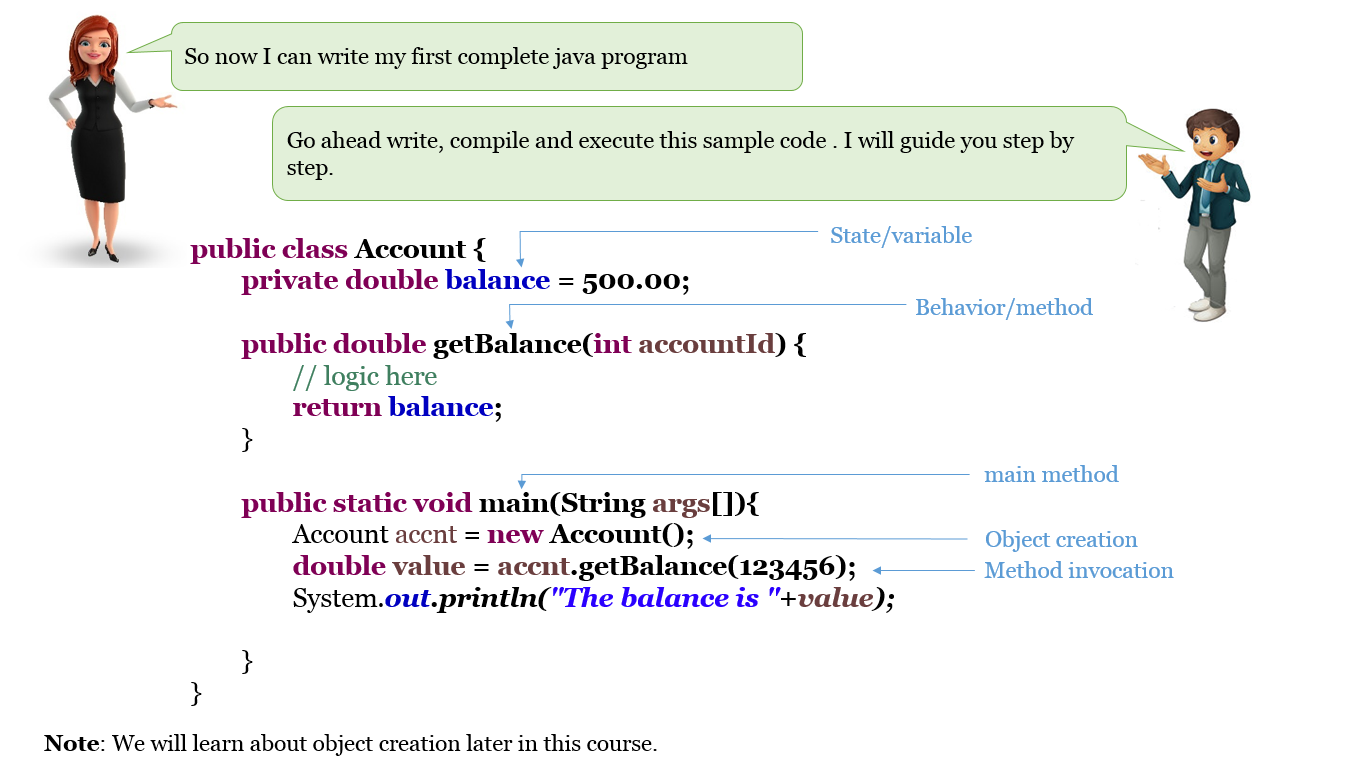 So now I can write my first complete java program
Go ahead write, compile and execute this sample code . I will guide you step by
step.
State/variable
public class Account {
private double balance = 500.00;
Behavior/method
public double getBalance(int accountId) {
// logic here
return balance;
}
main method
public static void main(String args[]){
Account accnt = new Account();
Object creation
double value = accnt.getBalance(123456);
Method invocation
System.out.println("The balance is "+value);
}
}
Note: We will learn about object creation later in this course.